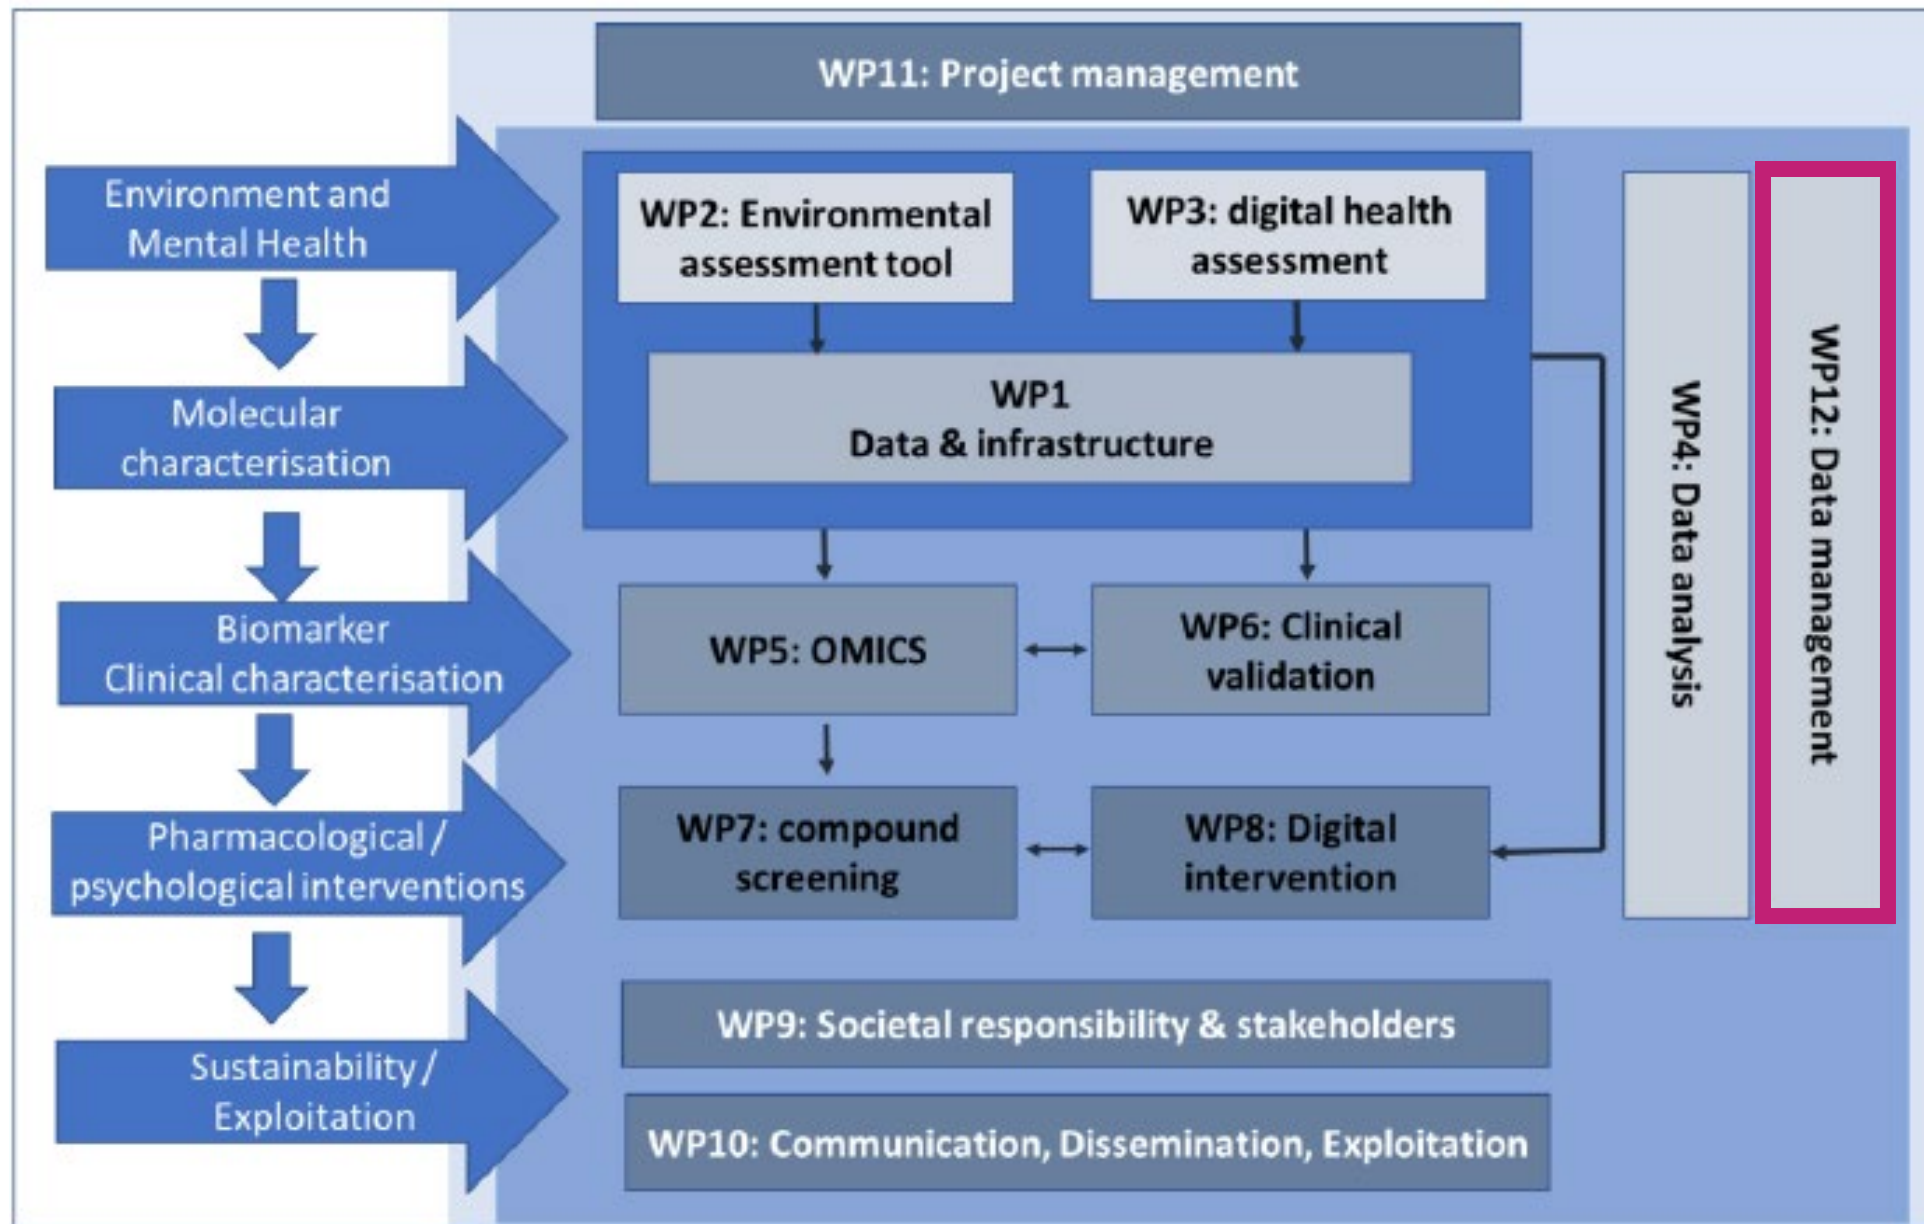 WP11: Project management
Environment and
Mental Health
WP2: Environmental
assessment tool
WP3: digital health
assessment
Molecular
characterisation
WP1
Data & infrastructure
Biomarker
Clinical characterisation
WP5: OMICS
WP6: Clinical
validation
Pharmacological /
psychological interventions
WP7: compound
screening
WP8: Digital
intervention
WP4: Data analysis
WP12: Data management
Sustainability /
Exploitation
WP9: Societal responsibility & stakeholders
WP10: Communication, Dissemination, Exploitation